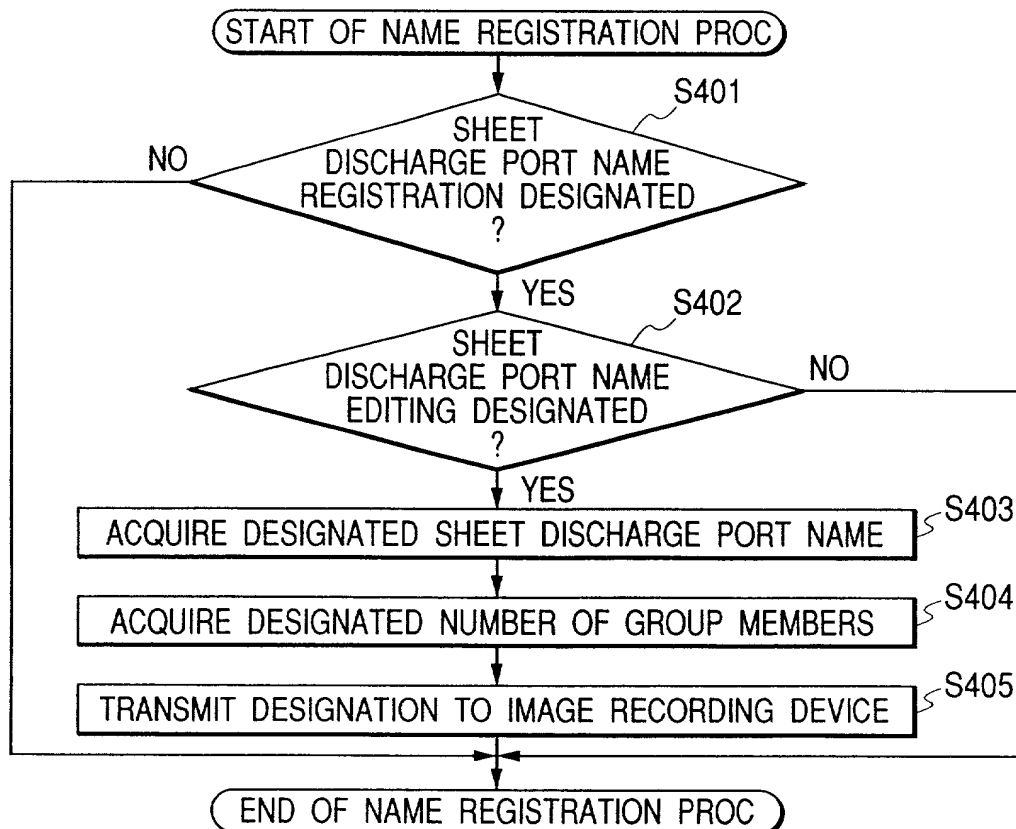 START OF NAME REGISTRATION PROC
S401
SHEET
DISCHARGE PORT NAME
REGISTRATION DESIGNATED
?
NO
YES
S402
SHEET
DISCHARGE PORT NAME
EDITING DESIGNATED
?
NO
YES
S403
ACQUIRE DESIGNATED SHEET DISCHARGE PORT NAME
S404
ACQUIRE DESIGNATED NUMBER OF GROUP MEMBERS
S405
TRANSMIT DESIGNATION TO IMAGE RECORDING DEVICE
END OF NAME REGISTRATION PROC